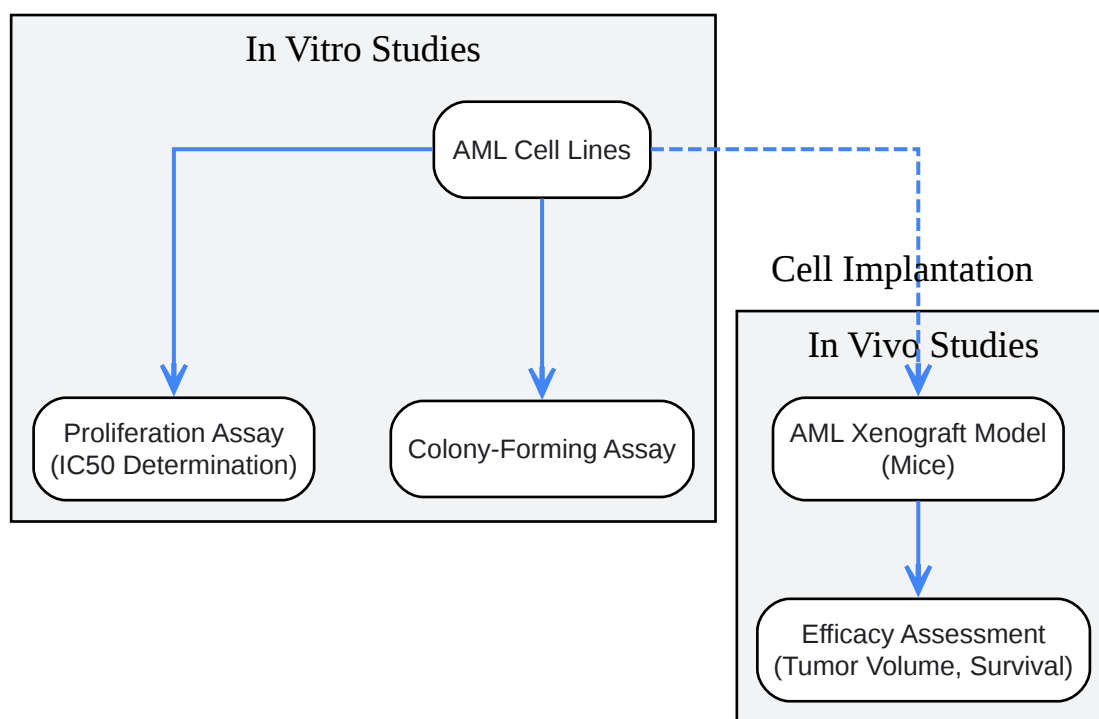 In Vitro Studies
AML Cell Lines
Cell Implantation
In Vivo Studies
Proliferation Assay
(IC50 Determination)
Colony-Forming Assay
AML Xenograft Model
(Mice)
Efficacy Assessment
(Tumor Volume, Survival)